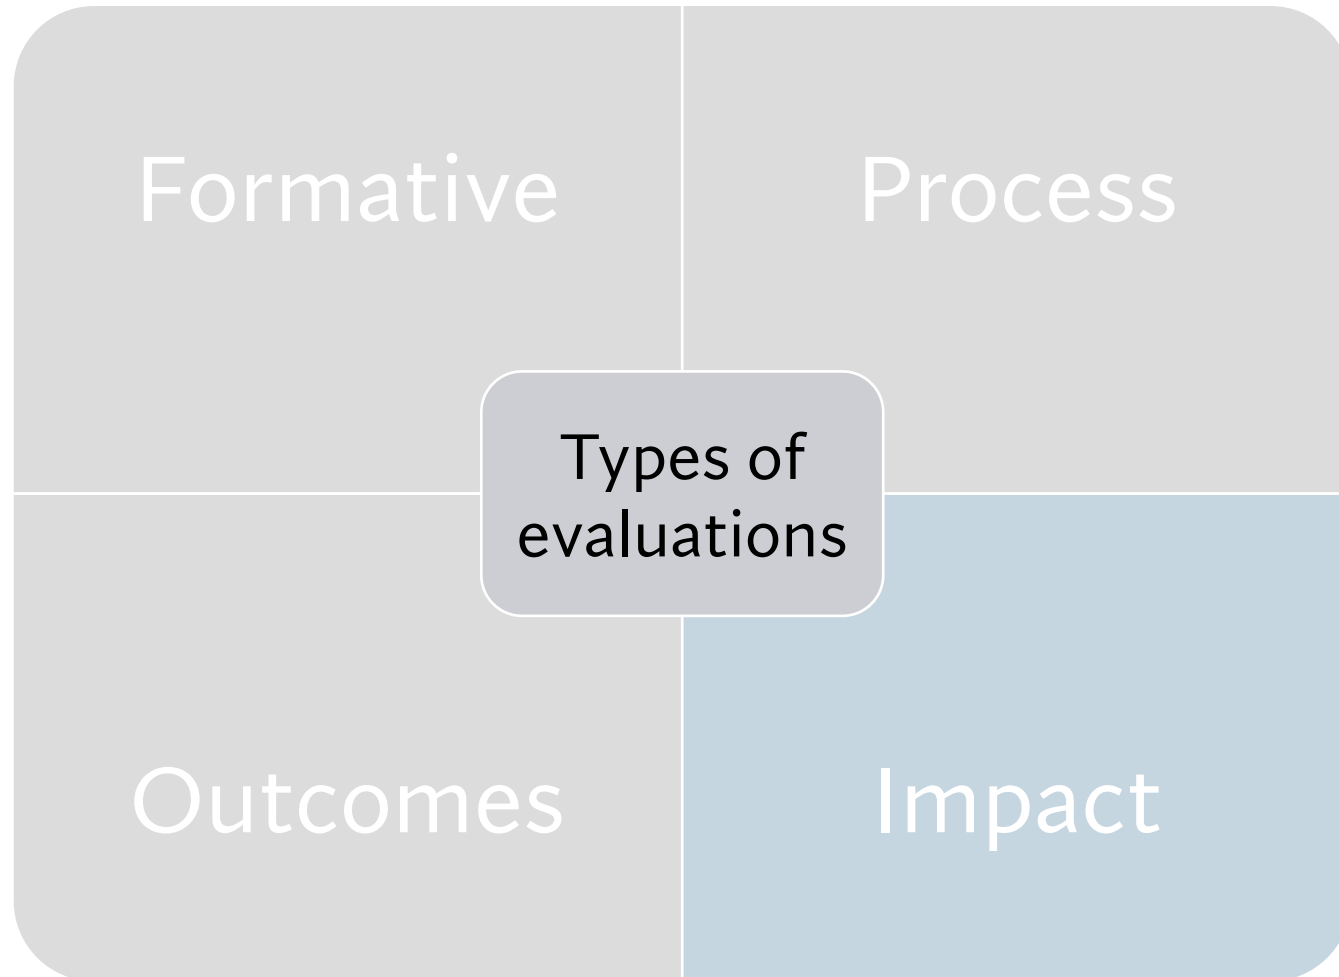 Formative
Process
Types of
evaluations
Outcomes
Impact